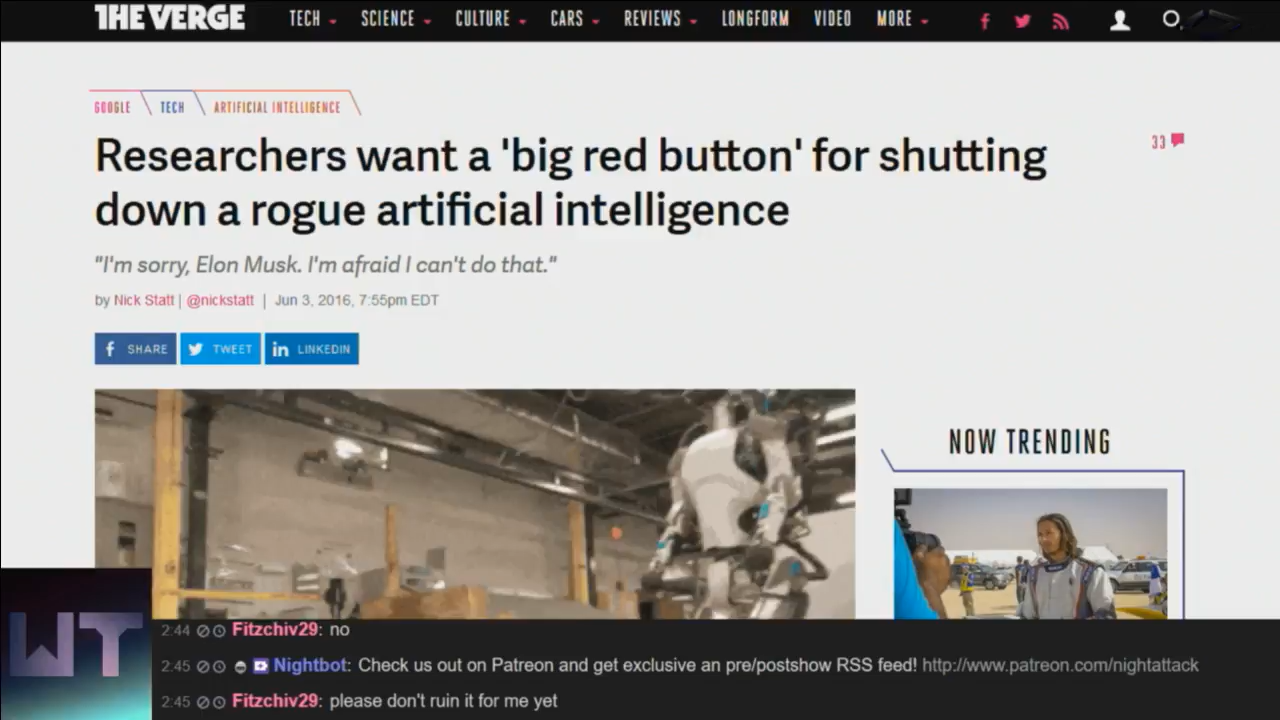 THE VERGE
TECH SCIENCE CULTURE CARS REVIEWS LONGFORM VIDEO MORE
GOOGLE TECH ARTIFICIAL INTELLIGENCE
Researchers want a 'big red button' for shutting
down a rogue artificial intelligence
33
"I'm sorry, Elon Musk. I'm afraid I can't do that."
by Nick Statt | @nickstatt | Jun 3, 2016, 7:55pm EDT
SHARE TWEET LINKEDIN
NOW TRENDING
WT
2:44 Fitzchiv29: no
2:45 Nightbot: Check us out on Patreon and get exclusive an pre/postshow RSS feed! http://www.patreon.com/nightattack
2:45 Fitzchiv29: please don't ruin it for me yet